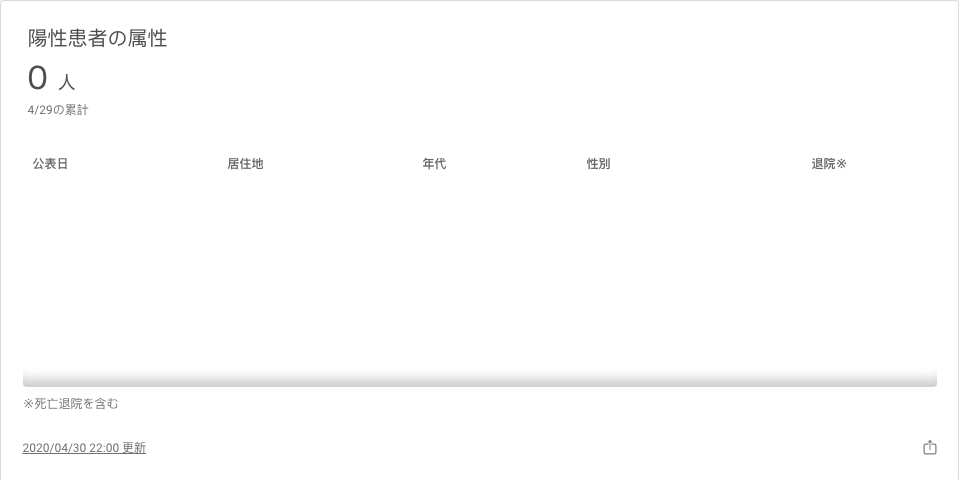 陽性患者の属性
0 人
4/29の累計
公表日 居住地 年代 性別 退院※
※死亡退院を含む
2020/04/30 22:00 更新